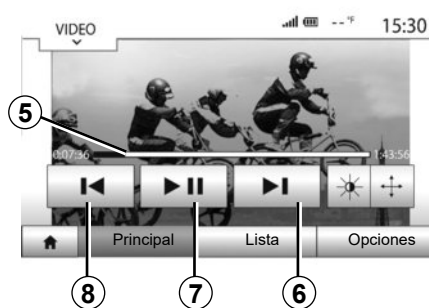 VIDEO
-- °F
15:30
5
0:07:36
1:43:56
Principal
Lista
Opciones
8
7
6